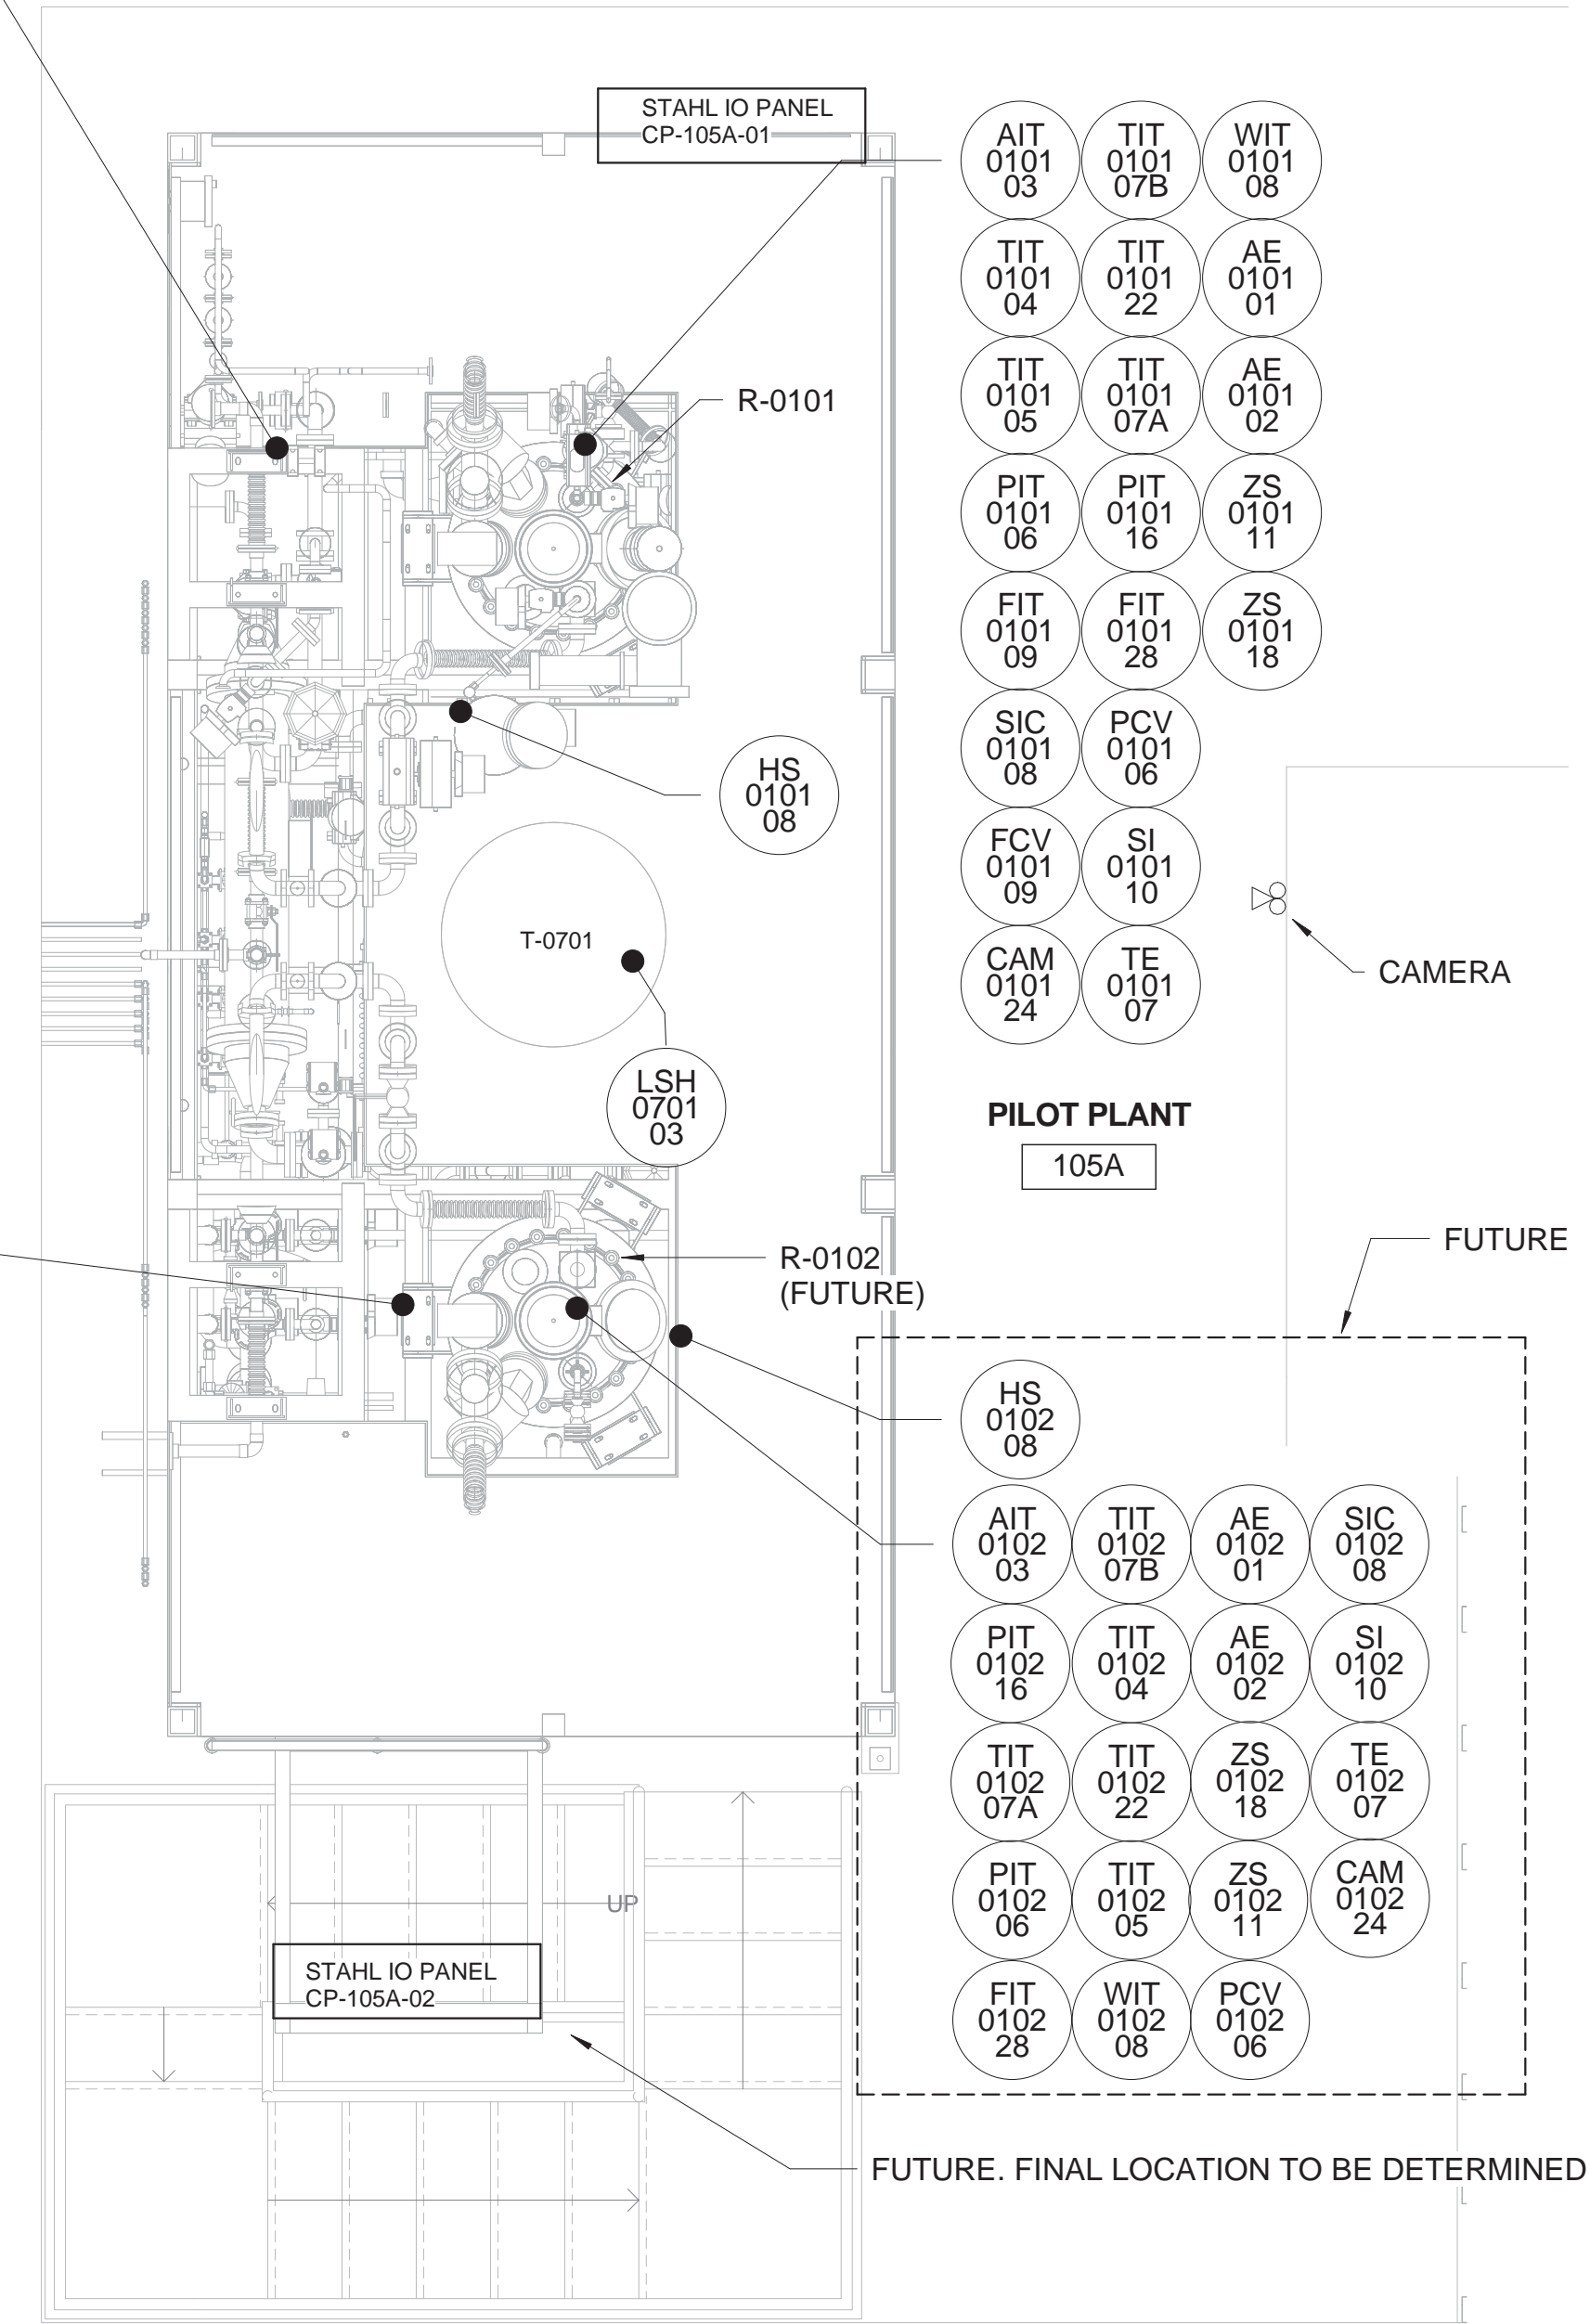 STAHL IO PANEL
CP-105A-01
AIT
0101
03
TIT
0101
07B
WIT
0101
08
TIT
0101
04
TIT
0101
22
AE
0101
01
TIT
0101
05
TIT
0101
07A
AE
0101
02
R-0101
PIT
0101
06
PIT
0101
16
ZS
0101
11
FIT
0101
09
FIT
0101
28
ZS
0101
18
SIC
0101
08
PCV
0101
06
HS
0101
08
FCV
0101
09
SI
0101
10
T-0701
CAM
0101
24
TE
0101
07
CAMERA
LSH
0701
03
PILOT PLANT
105A
FUTURE
R-0102
(FUTURE)
HS
0102
08
AIT
0102
03
TIT
0102
07B
AE
0102
01
SIC
0102
08
PIT
0102
16
TIT
0102
04
AE
0102
02
SI
0102
10
TIT
0102
07A
TIT
0102
22
ZS
0102
18
TE
0102
07
PIT
0102
06
TIT
0102
05
ZS
0102
11
CAM
0102
24
UP
STAHL IO PANEL
CP-105A-02
FIT
0102
28
WIT
0102
08
PCV
0102
06
FUTURE. FINAL LOCATION TO BE DETERMINED